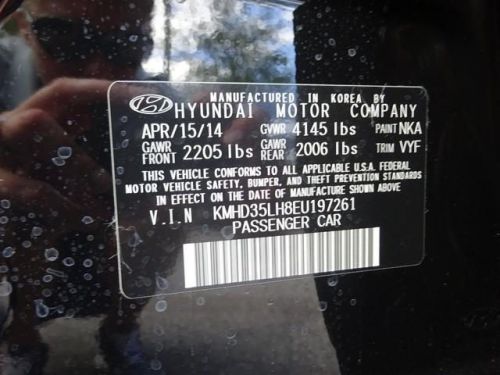 MANUFACTURED IN KOREA BY
HYUNDAI MOTOR COMPANY
APR/15/14 GVWR 4145 lbs PAINT NKA
GAWR FRONT 2205 lbs GAWR REAR 2006 lbs TRIM VYF
THIS VEHICLE CONFORMS TO ALL APPLICABLE U.S.A. FEDERAL
MOTOR VEHICLE SAFETY, BUMPER, AND THEFT PREVENTION STANDARDS
IN EFFECT ON THE DATE OF MANUFACTURE SHOWN ABOVE
V.I.N KMHD35LH8EU197261
PASSENGER CAR